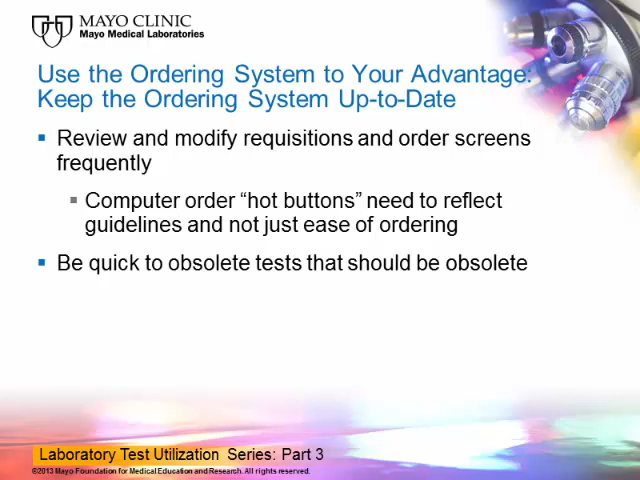 MAYO CLINIC
Mayo Medical Laboratories
Use the Ordering System to Your Advantage:
Keep the Ordering System Up-to-Date
Review and modify requisitions and order screens
frequently
Computer order “hot buttons” need to reflect
guidelines and not just ease of ordering
Be quick to obsolete tests that should be obsolete
Laboratory Test Utilization Series: Part 3
©2013 Mayo Foundation for Medical Education and Research. All rights reserved.